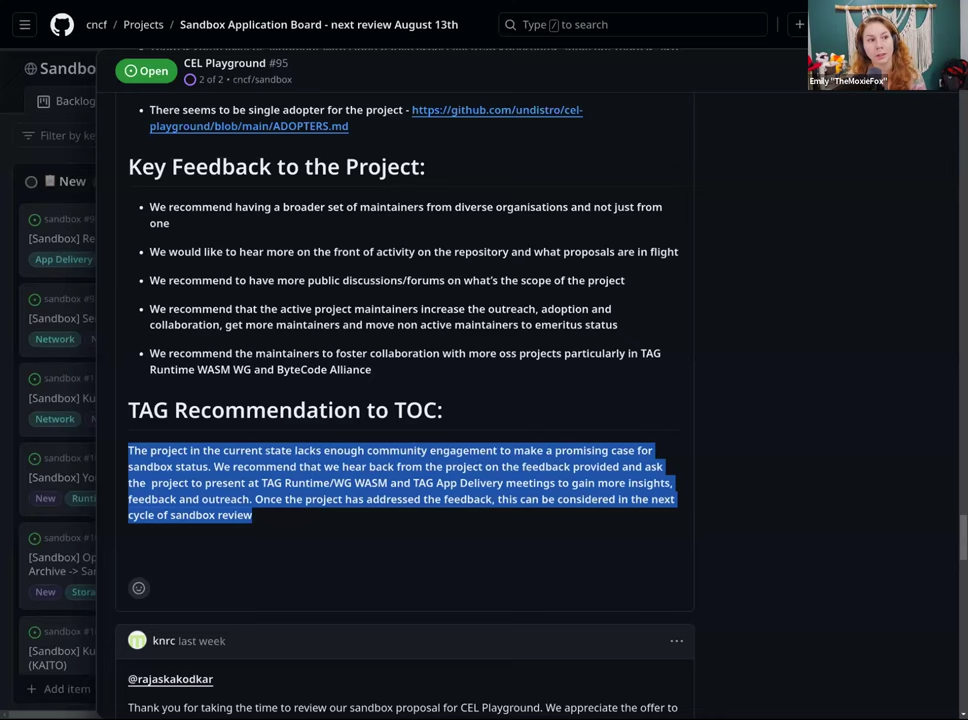 cncf / Projects / Sandbox Application Board - next review August 13th
Type / to search
Emily "TheMoxieFox"
Sandbo
Backlog
Filter by ke
New
sandbox #9
[Sandbox] Re
App Delivery
sandbox #9
[Sandbox] Se
Network
sandbox #1
[Sandbox] Ku
Network
sandbox #1
[Sandbox] Yo
New Runti
sandbox #1
[Sandbox] Op
Archive -> Sa
New Stora
sandbox #1
[Sandbox] Ku
(KAITO)
Add item
Open
CEL Playground #95
2 of 2 • cncf/sandbox
• There seems to be single adopter for the project - https://github.com/undistro/cel-
playground/blob/main/ADOPTERS.md
Key Feedback to the Project:
• We recommend having a broader set of maintainers from diverse organisations and not just from
one
• We would like to hear more on the front of activity on the repository and what proposals are in flight
• We recommend to have more public discussions/forums on what's the scope of the project
• We recommend that the active project maintainers increase the outreach, adoption and
collaboration, get more maintainers and move non active maintainers to emeritus status
• We recommend the maintainers to foster collaboration with more oss projects particularly in TAG
Runtime WASM WG and ByteCode Alliance
TAG Recommendation to TOC:
The project in the current state lacks enough community engagement to make a promising case for
sandbox status. We recommend that we hear back from the project on the feedback provided and ask
the project to present at TAG Runtime/WG WASM and TAG App Delivery meetings to gain more insights,
feedback and outreach. Once the project has addressed the feedback, this can be considered in the next
cycle of sandbox review
knrc last week
@rajaskakodkar
Thank you for taking the time to review our sandbox proposal for CEL Playground. We appreciate the offer to